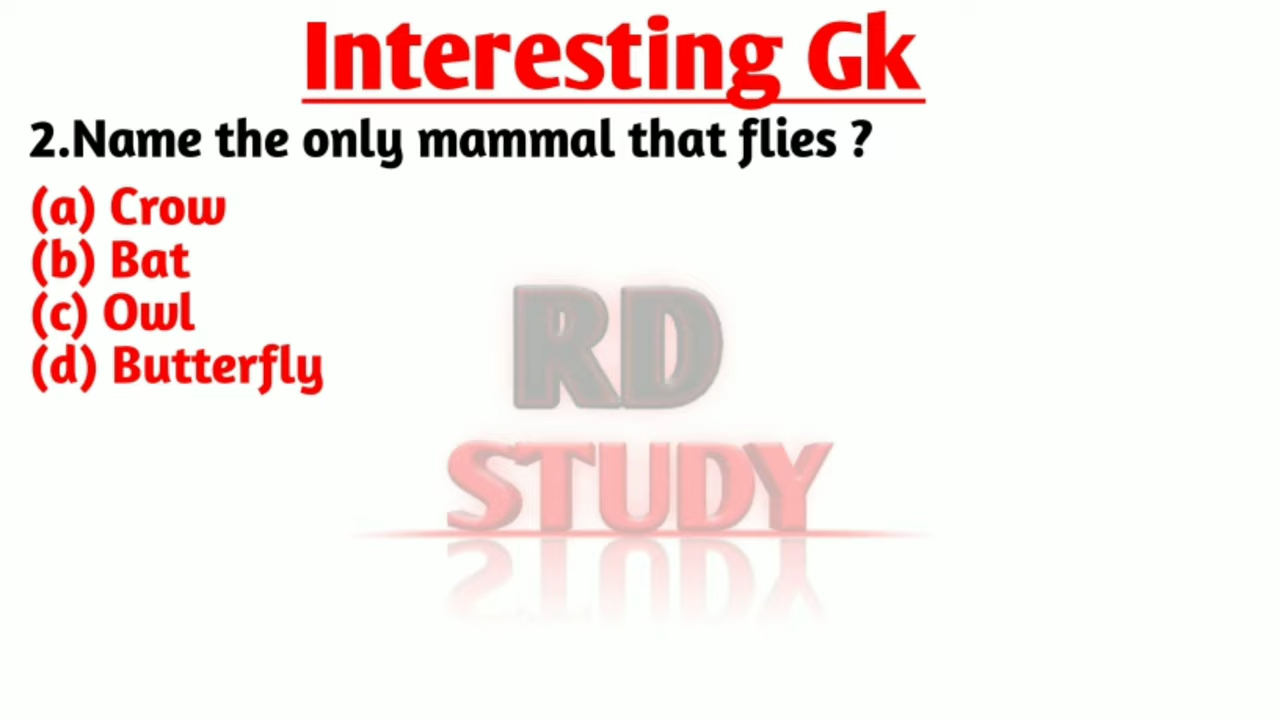 Interesting Gk
2.Name the only mammal that flies ?
(a) Crow
(b) Bat
(c) Owl
(d) Butterfly
RD
STUDY